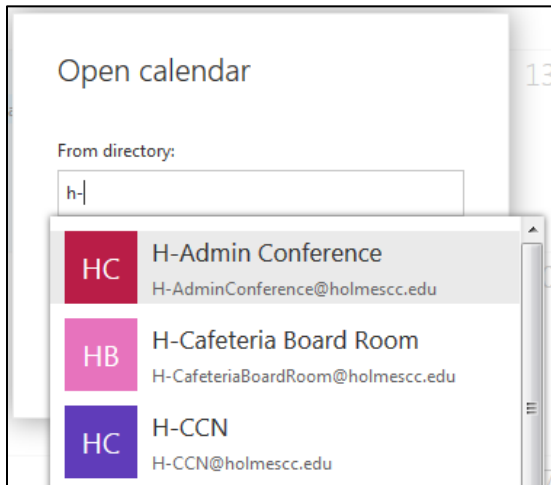 Open calendar
13
From directory:
h-
HC
H-Admin Conference
H-AdminConference@holmescc.edu
HB
H-Cafeteria Board Room
H-CafeteriaBoardRoom@holmescc.edu
HC
H-CCN
H-CCN@holmescc.edu